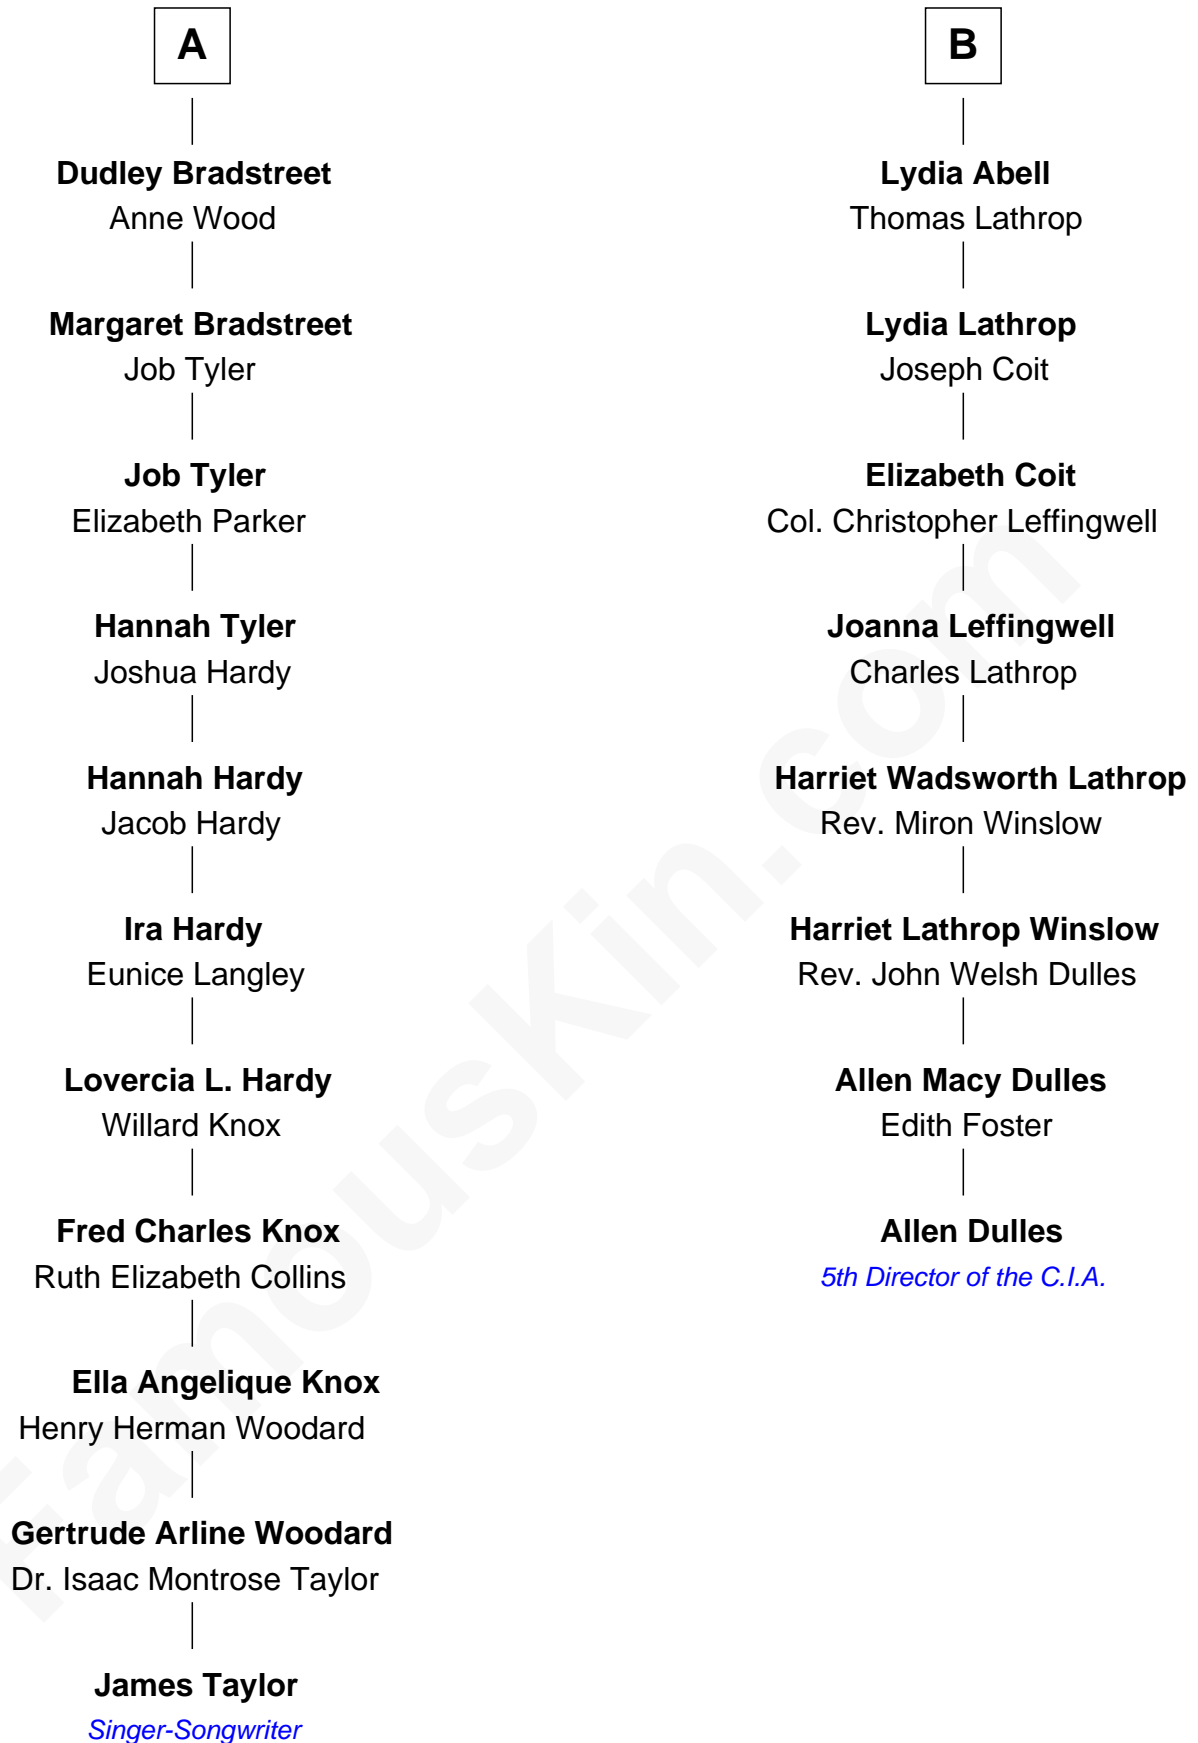 A
Dudley Bradstreet
Anne Wood
Margaret Bradstreet
Job Tyler
Job Tyler
Elizabeth Parker
Hannah Tyler
Joshua Hardy
Hannah Hardy
Jacob Hardy
Ira Hardy
Eunice Langley
Lovercia L. Hardy
Willard Knox
Fred Charles Knox
Ruth Elizabeth Collins
Ella Angelique Knox
Henry Herman Woodard
Gertrude Arline Woodard
Dr. Isaac Montrose Taylor
James Taylor
Singer-Songwriter
B
Lydia Abell
Thomas Lathrop
Lydia Lathrop
Joseph Coit
Elizabeth Coit
Col. Christopher Leffingwell
Joanna Leffingwell
Charles Lathrop
Harriet Wadsworth Lathrop
Rev. Miron Winslow
Harriet Lathrop Winslow
Rev. John Welsh Dulles
Allen Macy Dulles
Edith Foster
Allen Dulles
5th Director of the C.I.A.
FamousKin.com